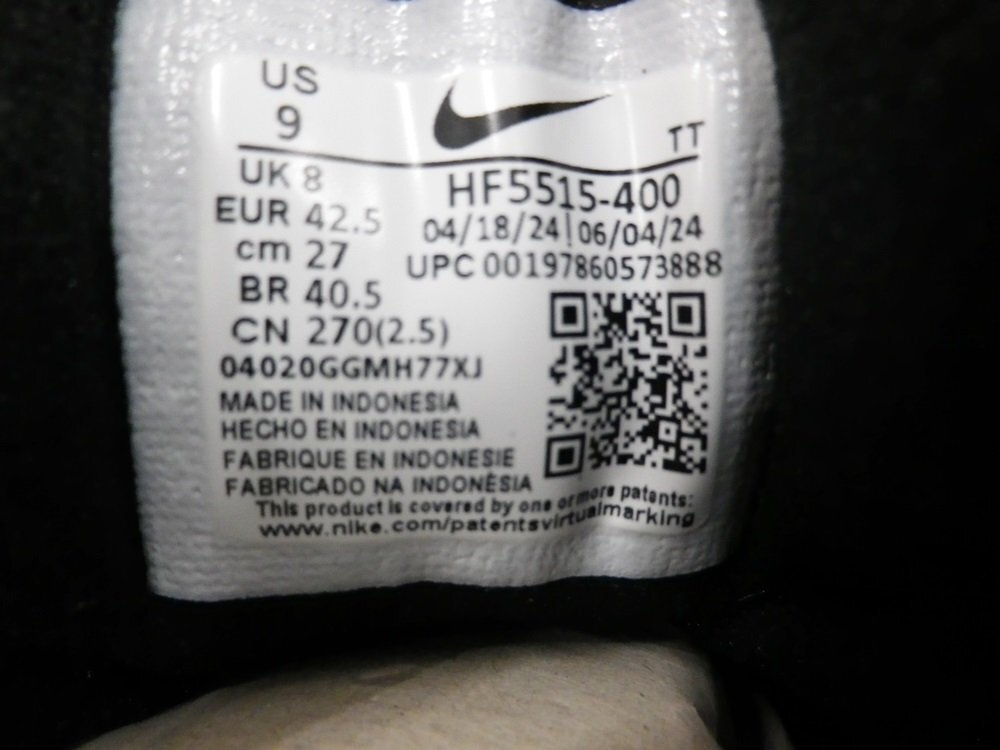 US
9
TT
UK 8
EUR 42.5
cm 27
BR 40.5
CN 270(2.5)
HF5515-400
04/18/24|06/04/24
UPC 00197860573888
04020GGMH77XJ
MADE IN INDONESIA
HECHO EN INDONESIA
FABRIQUE EN INDONESIE
FABRICADO NA INDONÉSIA
This product is covered by one or more patents:
www.nike.com/patentsvirtualmarking